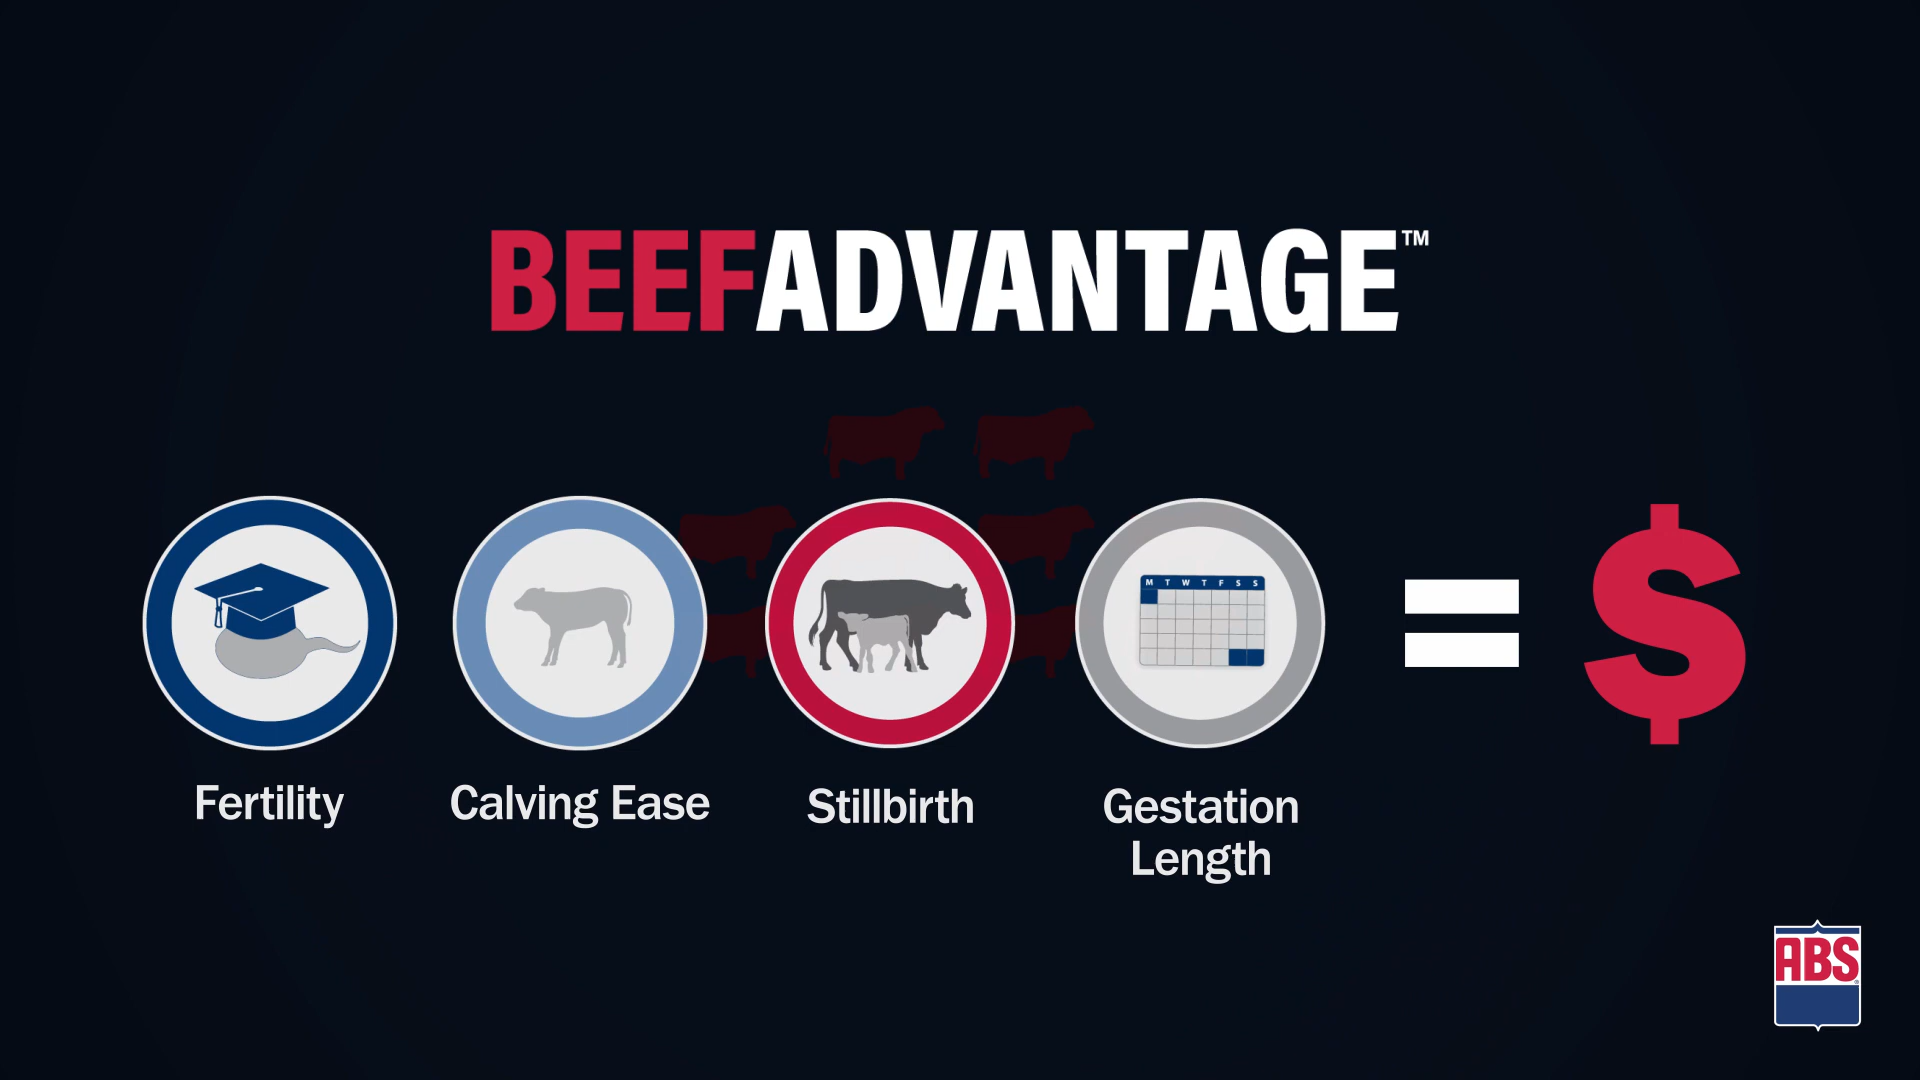 BEEFADVANTAGE™
M T W T F S S
=
$
Fertility
Calving Ease
Stillbirth
Gestation
Length
ABS